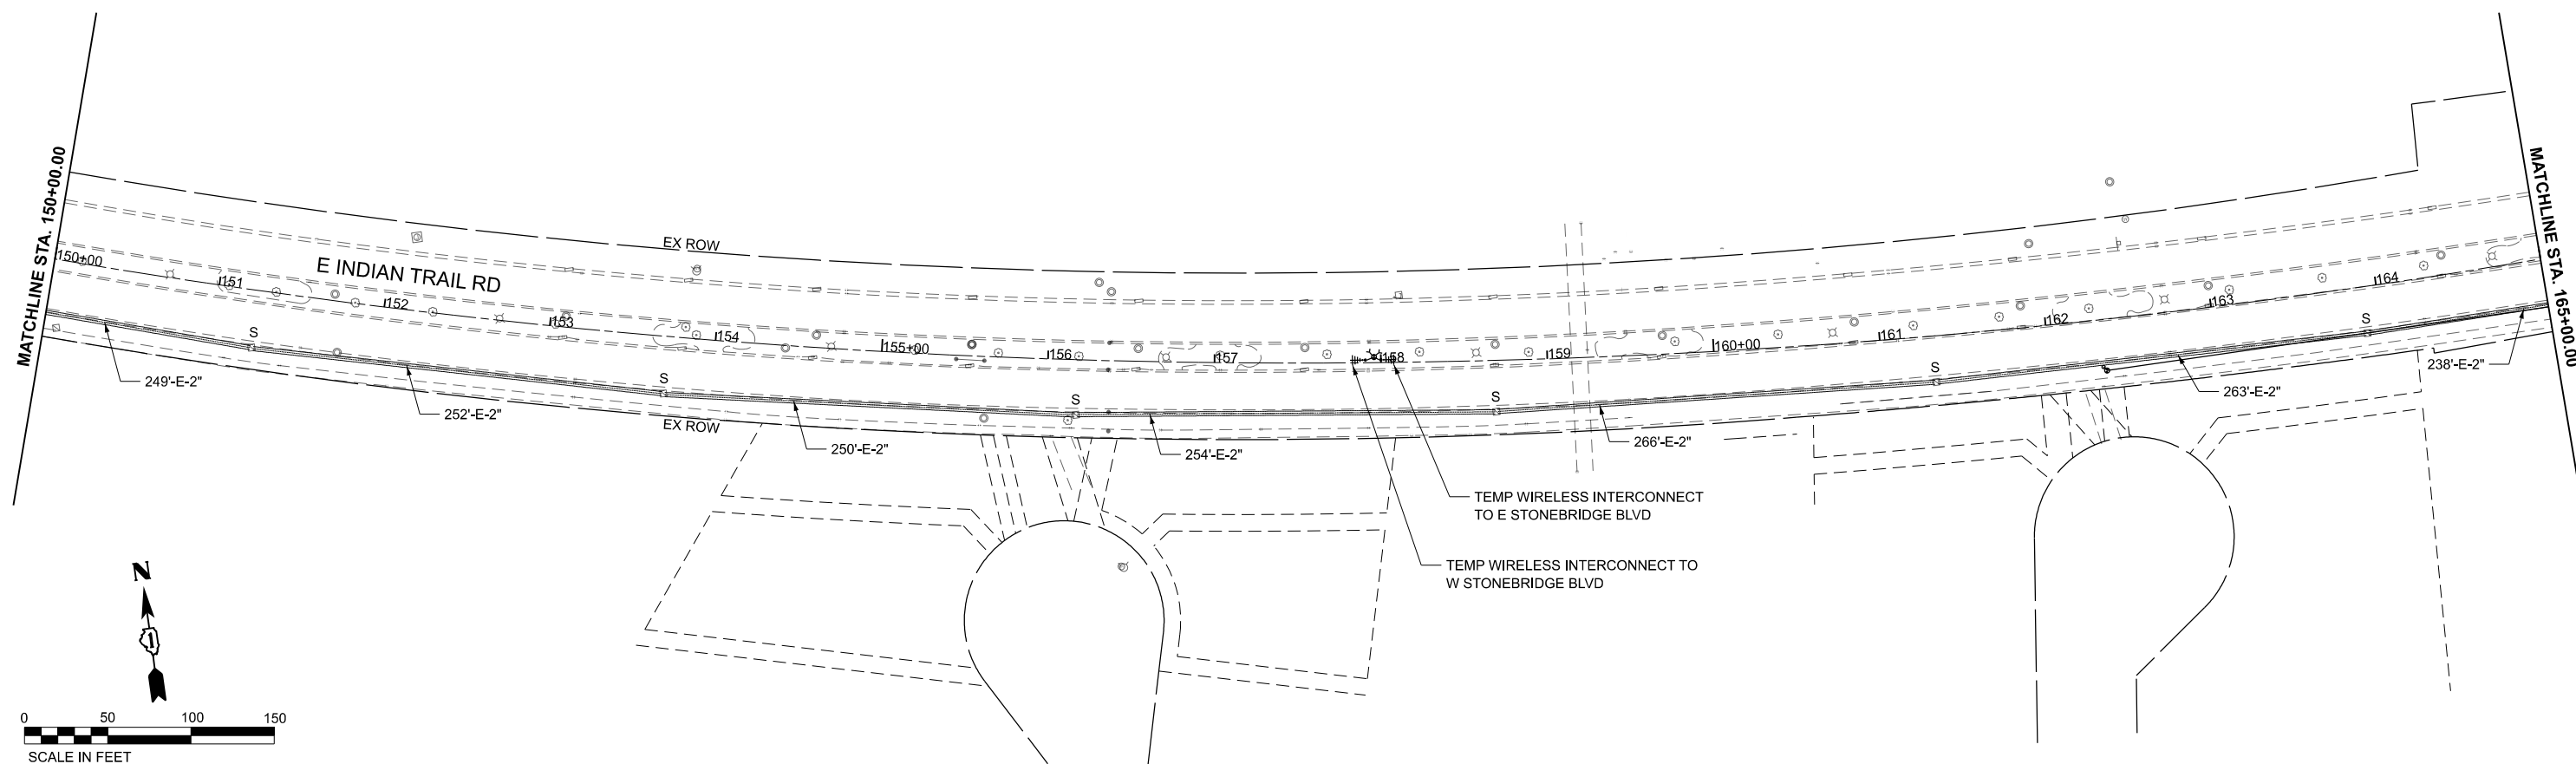 MATCHLINE STA. 150+00.00
MATCHLINE STA. 165+00.00
EX ROW
E INDIAN TRAIL RD
150+00
151
152
153
154
155+00
156
157
158
159
160+00
161
162
163
164
S
S
S
S
S
S
249'-E-2"
252'-E-2"
250'-E-2"
254'-E-2"
266'-E-2"
263'-E-2"
238'-E-2"
EX ROW
TEMP WIRELESS INTERCONNECT
TO E STONEBRIDGE BLVD
TEMP WIRELESS INTERCONNECT TO
W STONEBRIDGE BLVD
N
0 50 100 150
SCALE IN FEET